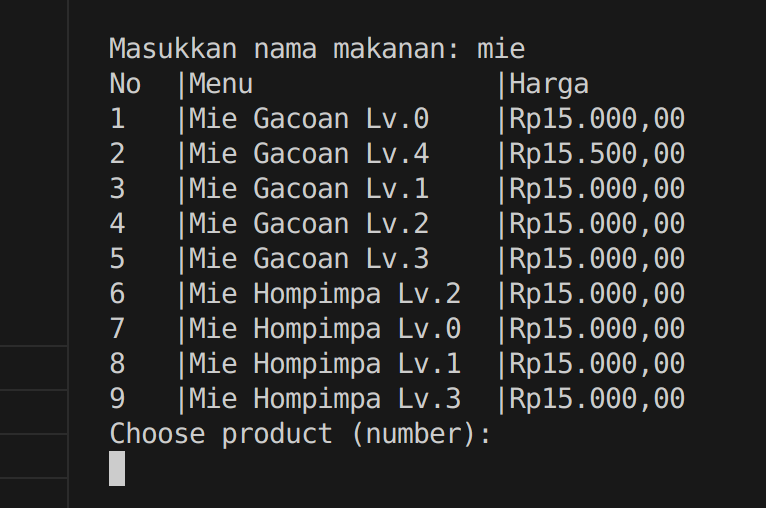 Masukkan nama makanan: mie
No  |Menu               |Harga
1   |Mie Gacoan Lv.0    |Rp15.000,00
2   |Mie Gacoan Lv.4    |Rp15.500,00
3   |Mie Gacoan Lv.1    |Rp15.000,00
4   |Mie Gacoan Lv.2    |Rp15.000,00
5   |Mie Gacoan Lv.3    |Rp15.000,00
6   |Mie Hompimpa Lv.2  |Rp15.000,00
7   |Mie Hompimpa Lv.0  |Rp15.000,00
8   |Mie Hompimpa Lv.1  |Rp15.000,00
9   |Mie Hompimpa Lv.3  |Rp15.000,00
Choose product (number):